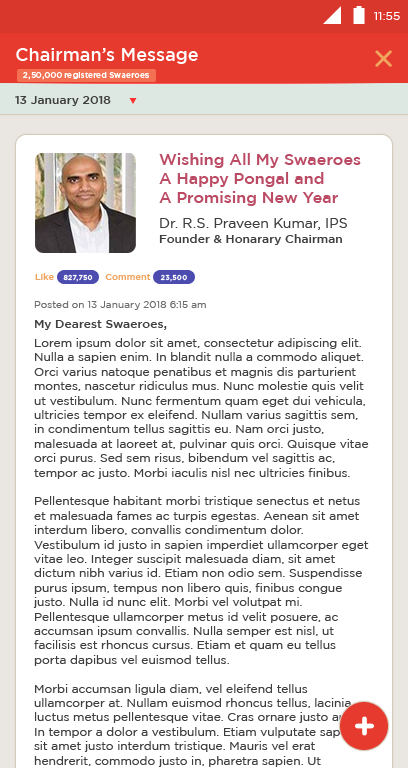 11:55
Chairman's Message
2,50,000 registered Swaeroes
13 January 2018
Wishing All My Swaeroes
A Happy Pongal and
A Promising New Year
Dr. R.S. Praveen Kumar, IPS
Founder & Honarary Chairman
Like 827,750 Comment 23,500
Posted on 13 January 2018 6:15 am
My Dearest Swaeroes,
Lorem ipsum dolor sit amet, consectetur adipiscing elit.
Nulla a sapien enim. In blandit nulla a commodo aliquet.
Orci varius natoque penatibus et magnis dis parturient
montes, nascetur ridiculus mus. Nunc molestie quis velit
ut vestibulum. Nunc fermentum quam eget dui vehicula,
ultricies tempor ex eleifend. Nullam varius sagittis sem,
in condimentum tellus sagittis eu. Nam orci justo,
malesuada at laoreet at, pulvinar quis orci. Quisque vitae
orci purus. Sed sem risus, bibendum vel sagittis ac,
tempor ac justo. Morbi iaculis nisl nec ultricies finibus.
Pellentesque habitant morbi tristique senectus et netus
et malesuada fames ac turpis egestas. Aenean sit amet
interdum libero, convallis condimentum dolor.
Vestibulum id justo in sapien imperdiet ullamcorper eget
vitae leo. Integer suscipit malesuada diam, sit amet
dictum nibh varius id. Etiam non odio sem. Suspendisse
purus ipsum, tempus non libero quis, finibus congue
justo. Nulla id nunc elit. Morbi vel volutpat mi.
Pellentesque ullamcorper metus id velit posuere, ac
accumsan ipsum convallis. Nulla semper est nisl, ut
facilisis est rhoncus cursus. Etiam et quam eu tellus
porta dapibus vel euismod tellus.
Morbi accumsan ligula diam, vel eleifend tellus
ullamcorper at. Nullam euismod rhoncus tellus, lacinia
luctus metus pellentesque vitae. Cras ornare justo
In tempor a dolor a vestibulum. Etiam vulputate
sit amet justo interdum tristique. Mauris vel erat
hendrerit, commodo justo in, pharetra sapien. Ut